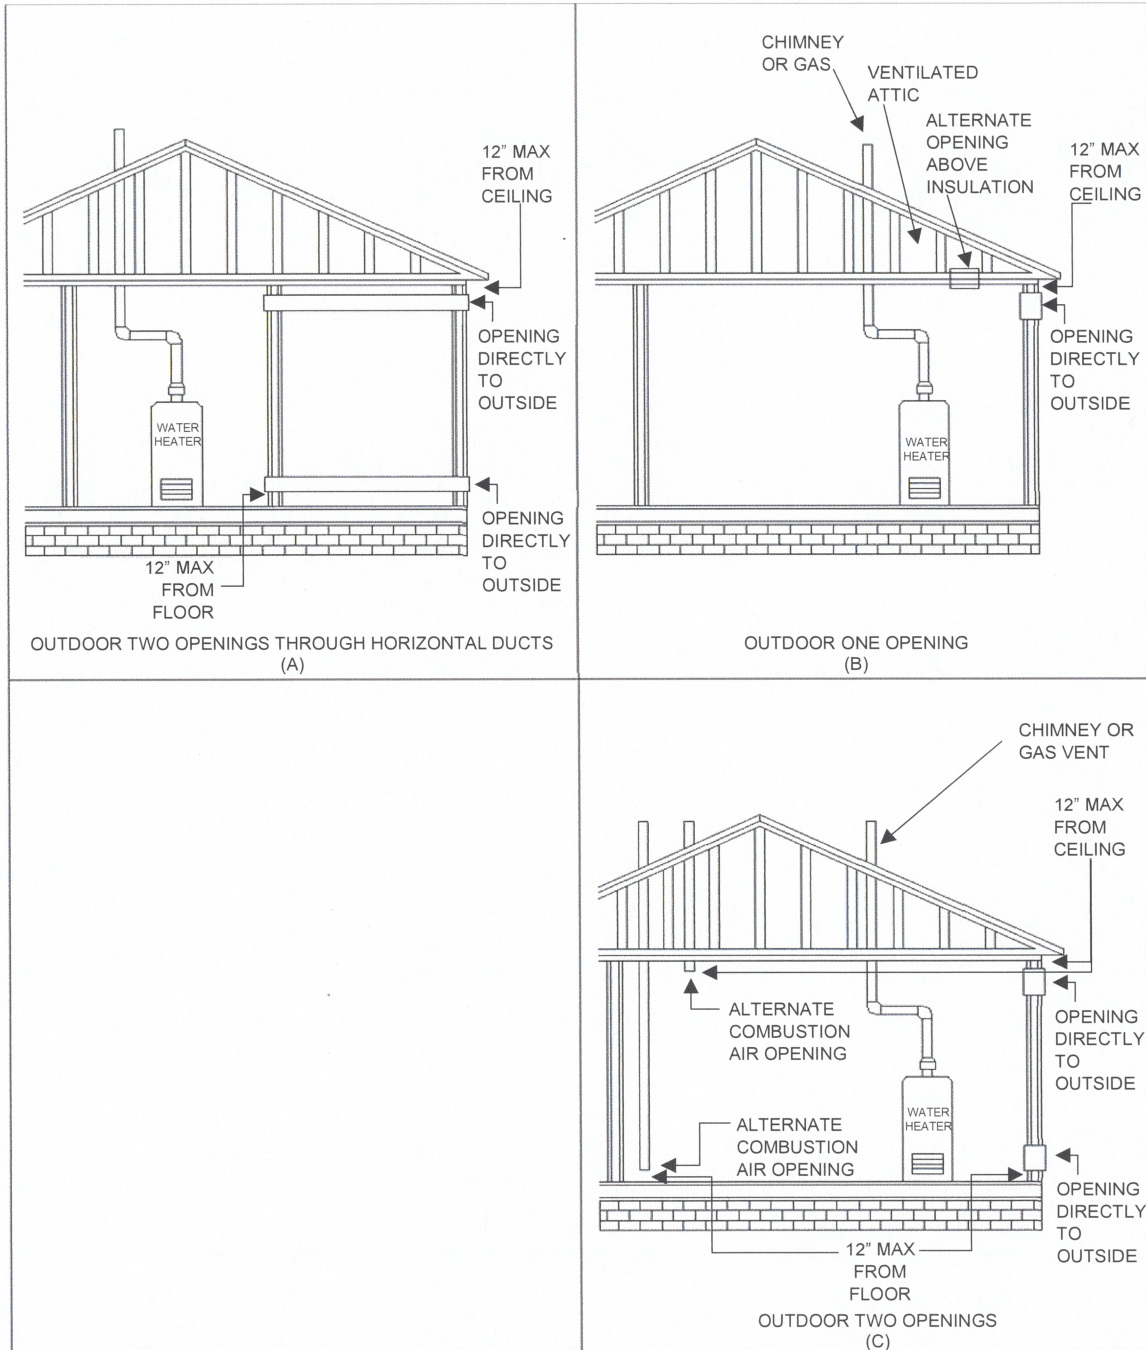 12” MAX
FROM
CEILING
OPENING
DIRECTLY
TO
OUTSIDE
WATER
HEATER
OPENING
DIRECTLY
TO
OUTSIDE
12” MAX
FROM
FLOOR
OUTDOOR TWO OPENINGS THROUGH HORIZONTAL DUCTS
(A)
CHIMNEY
OR GAS
VENTILATED
ATTIC
ALTERNATE
OPENING
ABOVE
INSULATION
12” MAX
FROM
CEILING
OPENING
DIRECTLY
TO
OUTSIDE
WATER
HEATER
OUTDOOR ONE OPENING
(B)
CHIMNEY OR
GAS VENT
12” MAX
FROM
CEILING
ALTERNATE
COMBUSTION
AIR OPENING
OPENING
DIRECTLY
TO
OUTSIDE
WATER
HEATER
ALTERNATE
COMBUSTION
AIR OPENING
OPENING
DIRECTLY
TO
OUTSIDE
12” MAX
FROM
FLOOR
OUTDOOR TWO OPENINGS
(C)